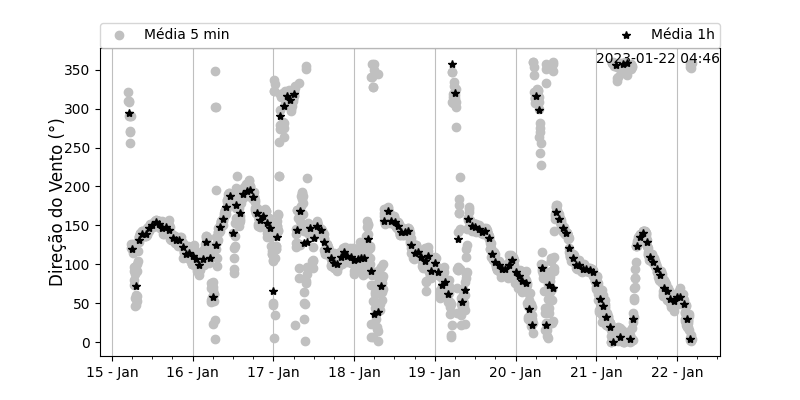 Média 5 min
Média 1h
2023-01-22 04:46
Direção do Vento (°)
350
300
250
200
150
100
50
0
15 - Jan
16 - Jan
17 - Jan
18 - Jan
19 - Jan
20 - Jan
21 - Jan
22 - Jan